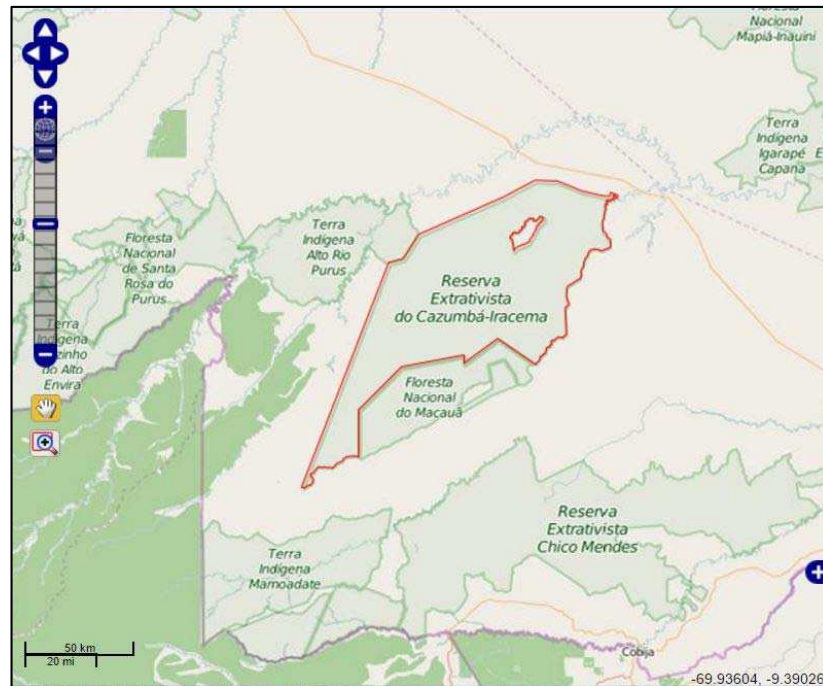 Floresta
Nacional
Mapiá-Inauini
Terra
Indígena
Igarapé
Capana
Terra
Indígena
Alto Rio
Purus
Floresta
Nacional
de Santa
Rosa do
Purus
Reserva
Extrativista
do Cazumbá-Iracema
Terra
Indígena
do Alto
Envira
Floresta
Nacional
do Macauã
Reserva
Extrativista
Chico Mendes
Terra
Indígena
Mamoadate
50 km
20 mi
Cobija
-69.93604, -9.39026